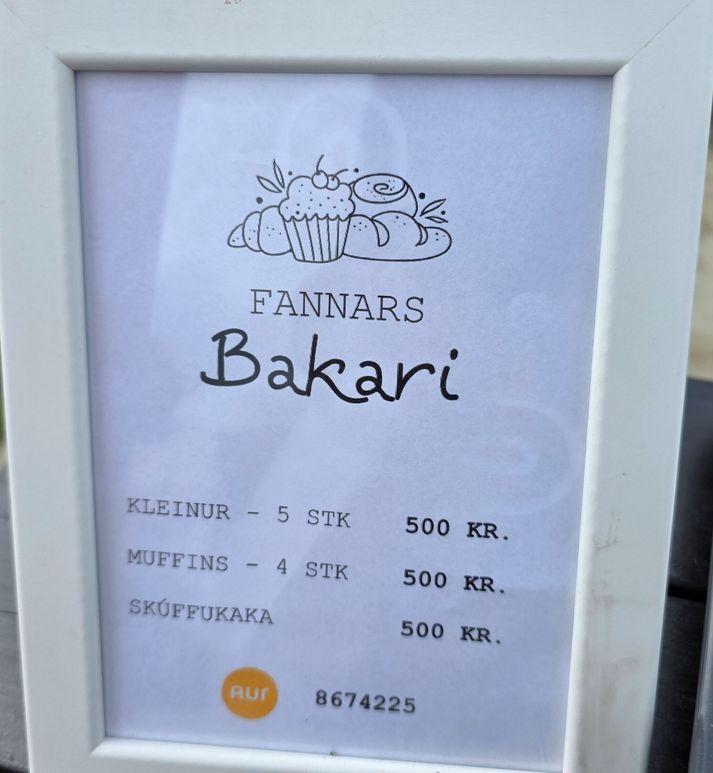 FANNARS
Bakari
KLEINUR - 5 STK 500 KR.
MUFFINS - 4 STK 500 KR.
SKÚFFUKAKA 500 KR.
AUr 8674225